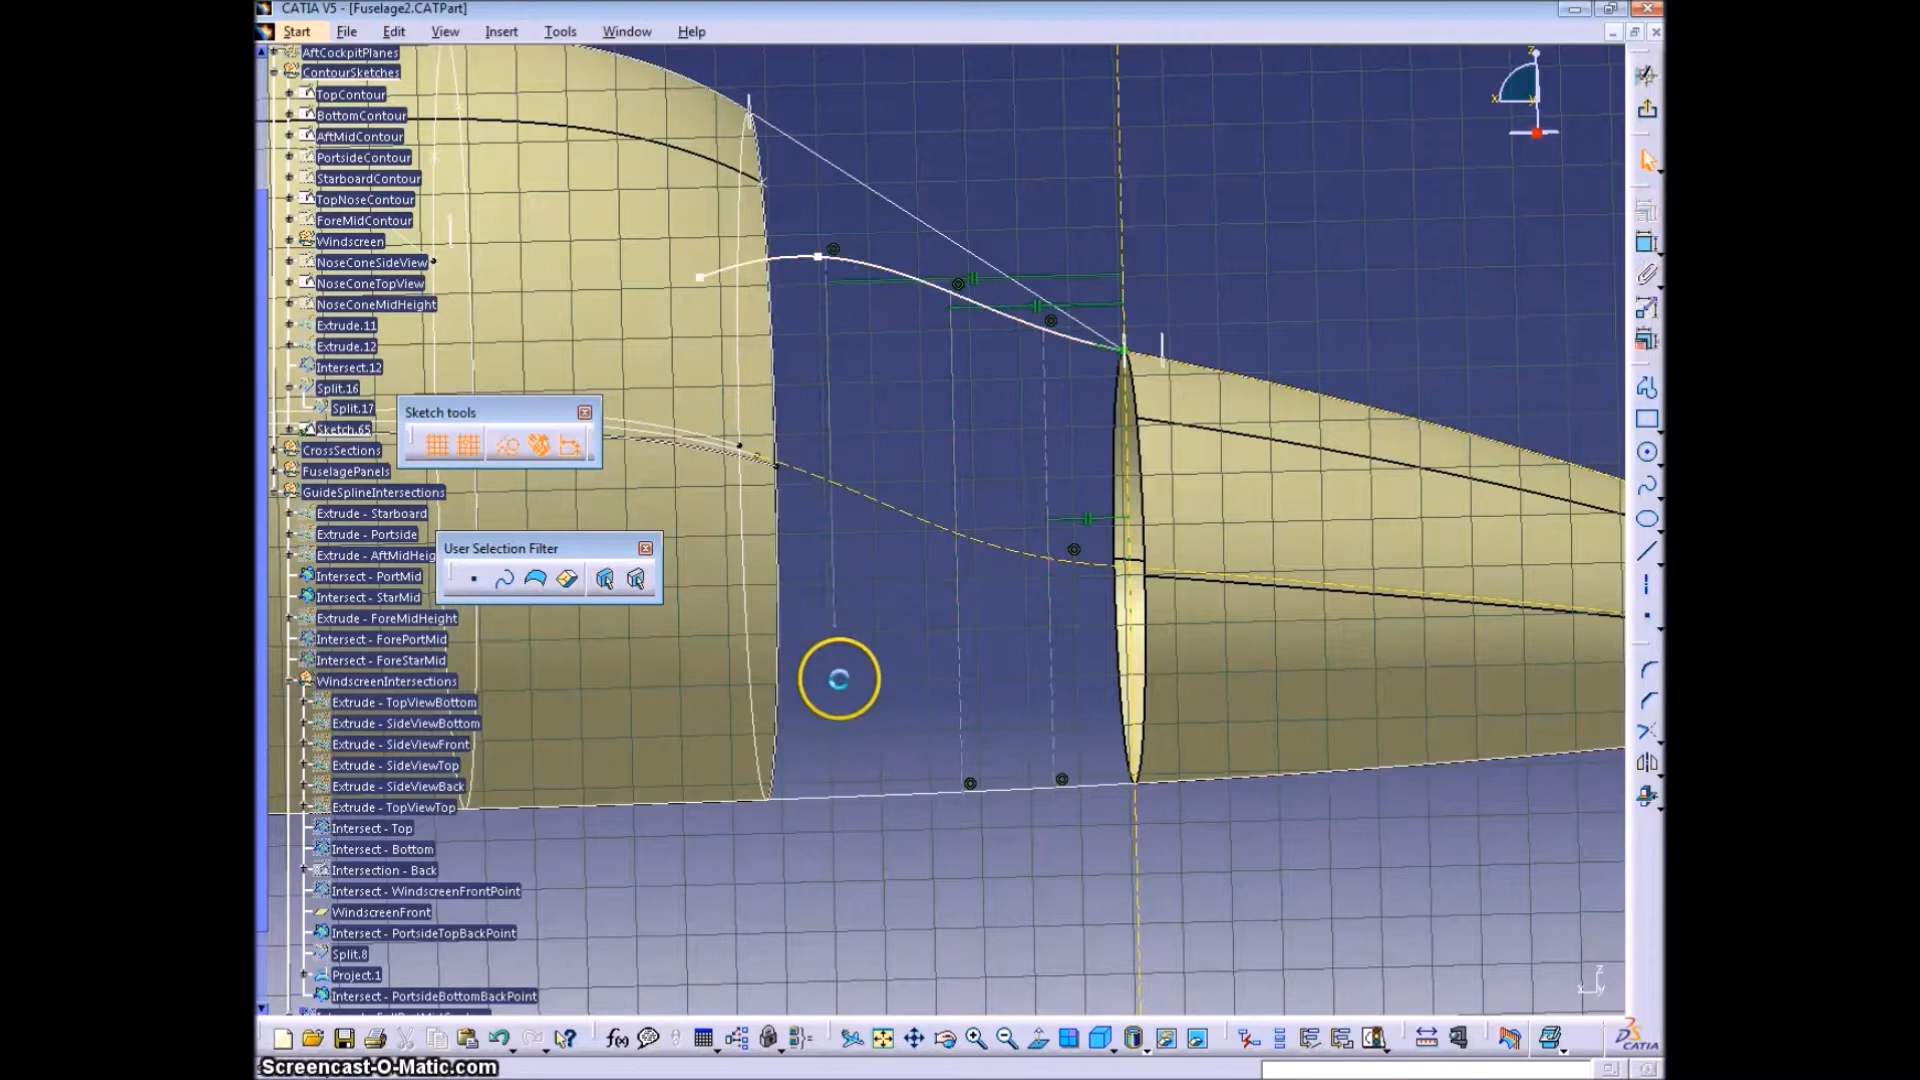 CATIA V5 - [Fuselage2.CATPart]
Start File Edit View Insert Tools Window Help
AftCockpitPlanes
ContourSketches
TopContour
BottomContour
AftMidContour
PortsideContour
StarboardContour
TopNoseContour
ForeMidContour
Windscreen
NoseConeSideView
NoseConeTopView
NoseConeMidHeight
Extrude.11
Extrude.12
Intersect.12
Split.16
Split.17
Sketch.65
CrossSections
FuselagePanels
GuideSplineIntersections
Extrude - Starboard
Extrude - Portside
Extrude - AftMidHeig
Intersect - PortMid
Intersect - StarMid
Extrude - ForeMidHeight
Intersect - ForePortMid
Intersect - ForeStarMid
WindscreenIntersections
Extrude - TopViewBottom
Extrude - SideViewBottom
Extrude - SideViewFront
Extrude - SideViewTop
Extrude - SideViewBack
Extrude - TopViewTop
Intersect - Top
Intersect - Bottom
Intersection - Back
Intersect - WindscreenFrontPoint
WindscreenFront
Intersect - PortsideTopBackPoint
Split.8
Project.1
Intersect - PortsideBottomBackPoint
Sketch tools
User Selection Filter
z
x y
z
x y
f(x)
CATIA
Screencast-O-Matic.com